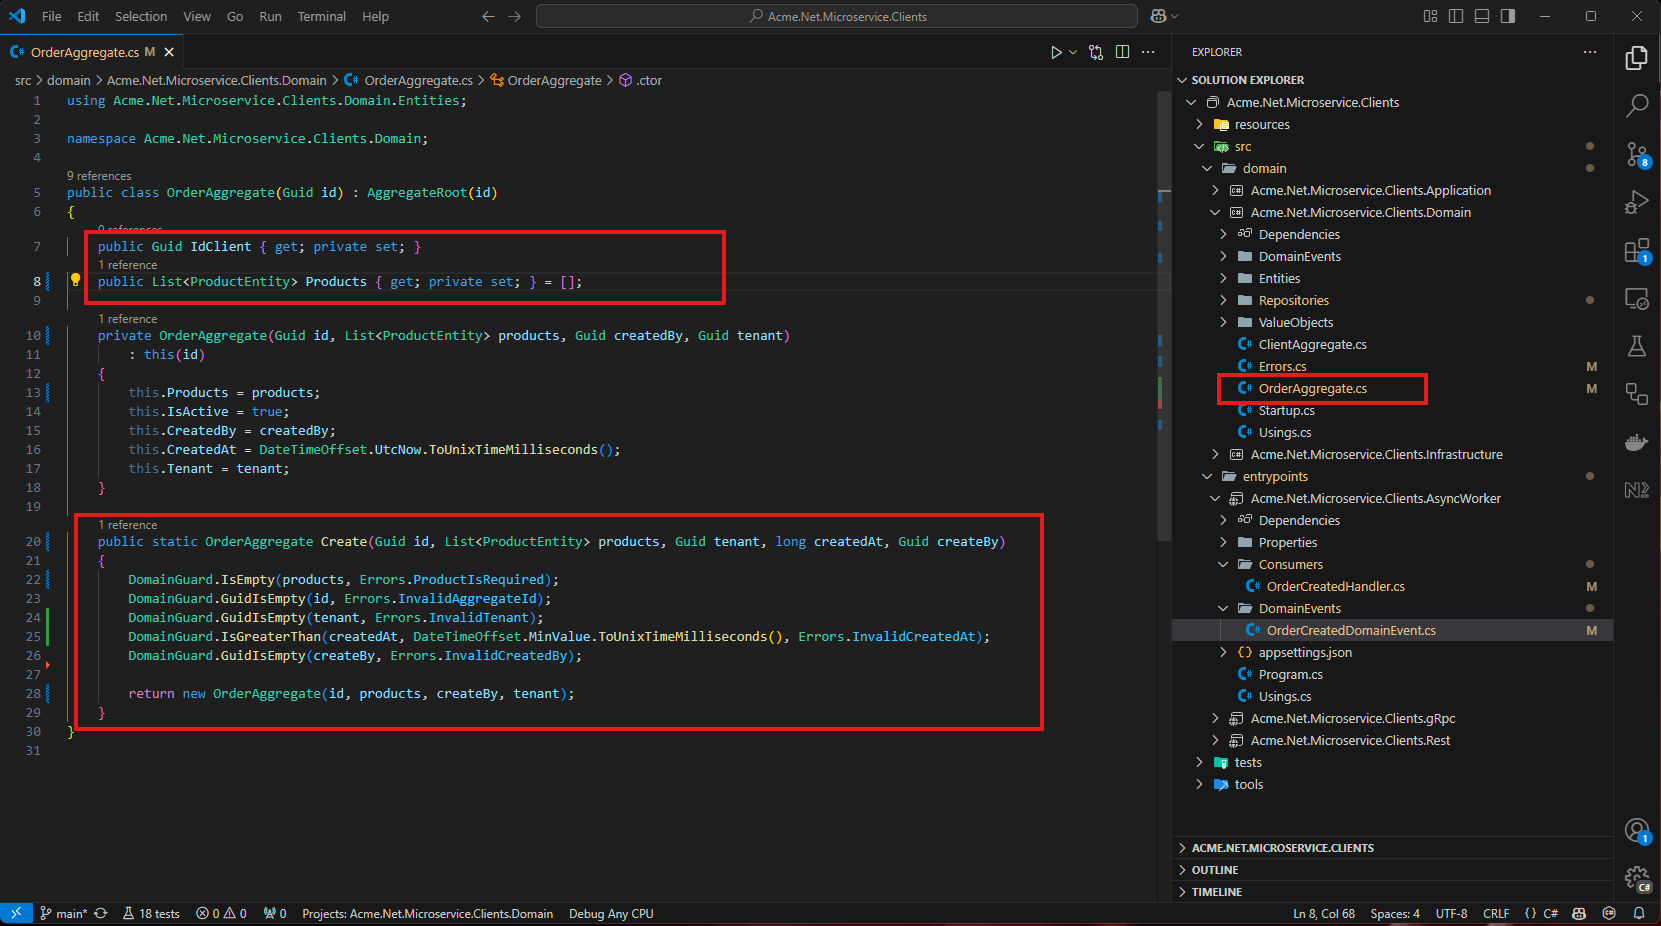 File Edit Selection View Go Run Terminal Help
Acme.Net.Microservice.Clients
OrderAggregate.cs M
src > domain > Acme.Net.Microservice.Clients.Domain > OrderAggregate.cs > OrderAggregate > .ctor
1 using Acme.Net.Microservice.Clients.Domain.Entities;
2
3 namespace Acme.Net.Microservice.Clients.Domain;
4
9 references
5 public class OrderAggregate(Guid id) : AggregateRoot(id)
6 {
0 references
7 public Guid IdClient { get; private set; }
1 reference
8 public List<ProductEntity> Products { get; private set; } = [];
9
1 reference
10 private OrderAggregate(Guid id, List<ProductEntity> products, Guid createdBy, Guid tenant)
11 : this(id)
12 {
13 this.Products = products;
14 this.IsActive = true;
15 this.CreatedBy = createdBy;
16 this.CreatedAt = DateTimeOffset.UtcNow.ToUnixTimeMilliseconds();
17 this.Tenant = tenant;
18 }
19
1 reference
20 public static OrderAggregate Create(Guid id, List<ProductEntity> products, Guid tenant, long createdAt, Guid createBy)
21 {
22 DomainGuard.IsEmpty(products, Errors.ProductIsRequired);
23 DomainGuard.GuidIsEmpty(id, Errors.InvalidAggregateId);
24 DomainGuard.GuidIsEmpty(tenant, Errors.InvalidTenant);
25 DomainGuard.IsGreaterThan(createdAt, DateTimeOffset.MinValue.ToUnixTimeMilliseconds(), Errors.InvalidCreatedAt);
26 DomainGuard.GuidIsEmpty(createBy, Errors.InvalidCreatedBy);
27
28 return new OrderAggregate(id, products, createBy, tenant);
29 }
30 }
31
EXPLORER
SOLUTION EXPLORER
Acme.Net.Microservice.Clients
resources
src
domain
Acme.Net.Microservice.Clients.Application
Acme.Net.Microservice.Clients.Domain
Dependencies
DomainEvents
Entities
Repositories
ValueObjects
ClientAggregate.cs
Errors.cs M
OrderAggregate.cs M
Startup.cs
Usings.cs
Acme.Net.Microservice.Clients.Infrastructure
entrypoints
Acme.Net.Microservice.Clients.AsyncWorker
Dependencies
Properties
Consumers
OrderCreatedHandler.cs M
DomainEvents
OrderCreatedDomainEvent.cs M
appsettings.json
Program.cs
Usings.cs
Acme.Net.Microservice.Clients.gRpc
Acme.Net.Microservice.Clients.Rest
tests
tools
ACME.NET.MICROSERVICE.CLIENTS
OUTLINE
TIMELINE
8
1
1
C#
main* 18 tests 0 0 0 Projects: Acme.Net.Microservice.Clients.Domain Debug Any CPU
Ln 8, Col 68 Spaces: 4 UTF-8 CRLF {} C#